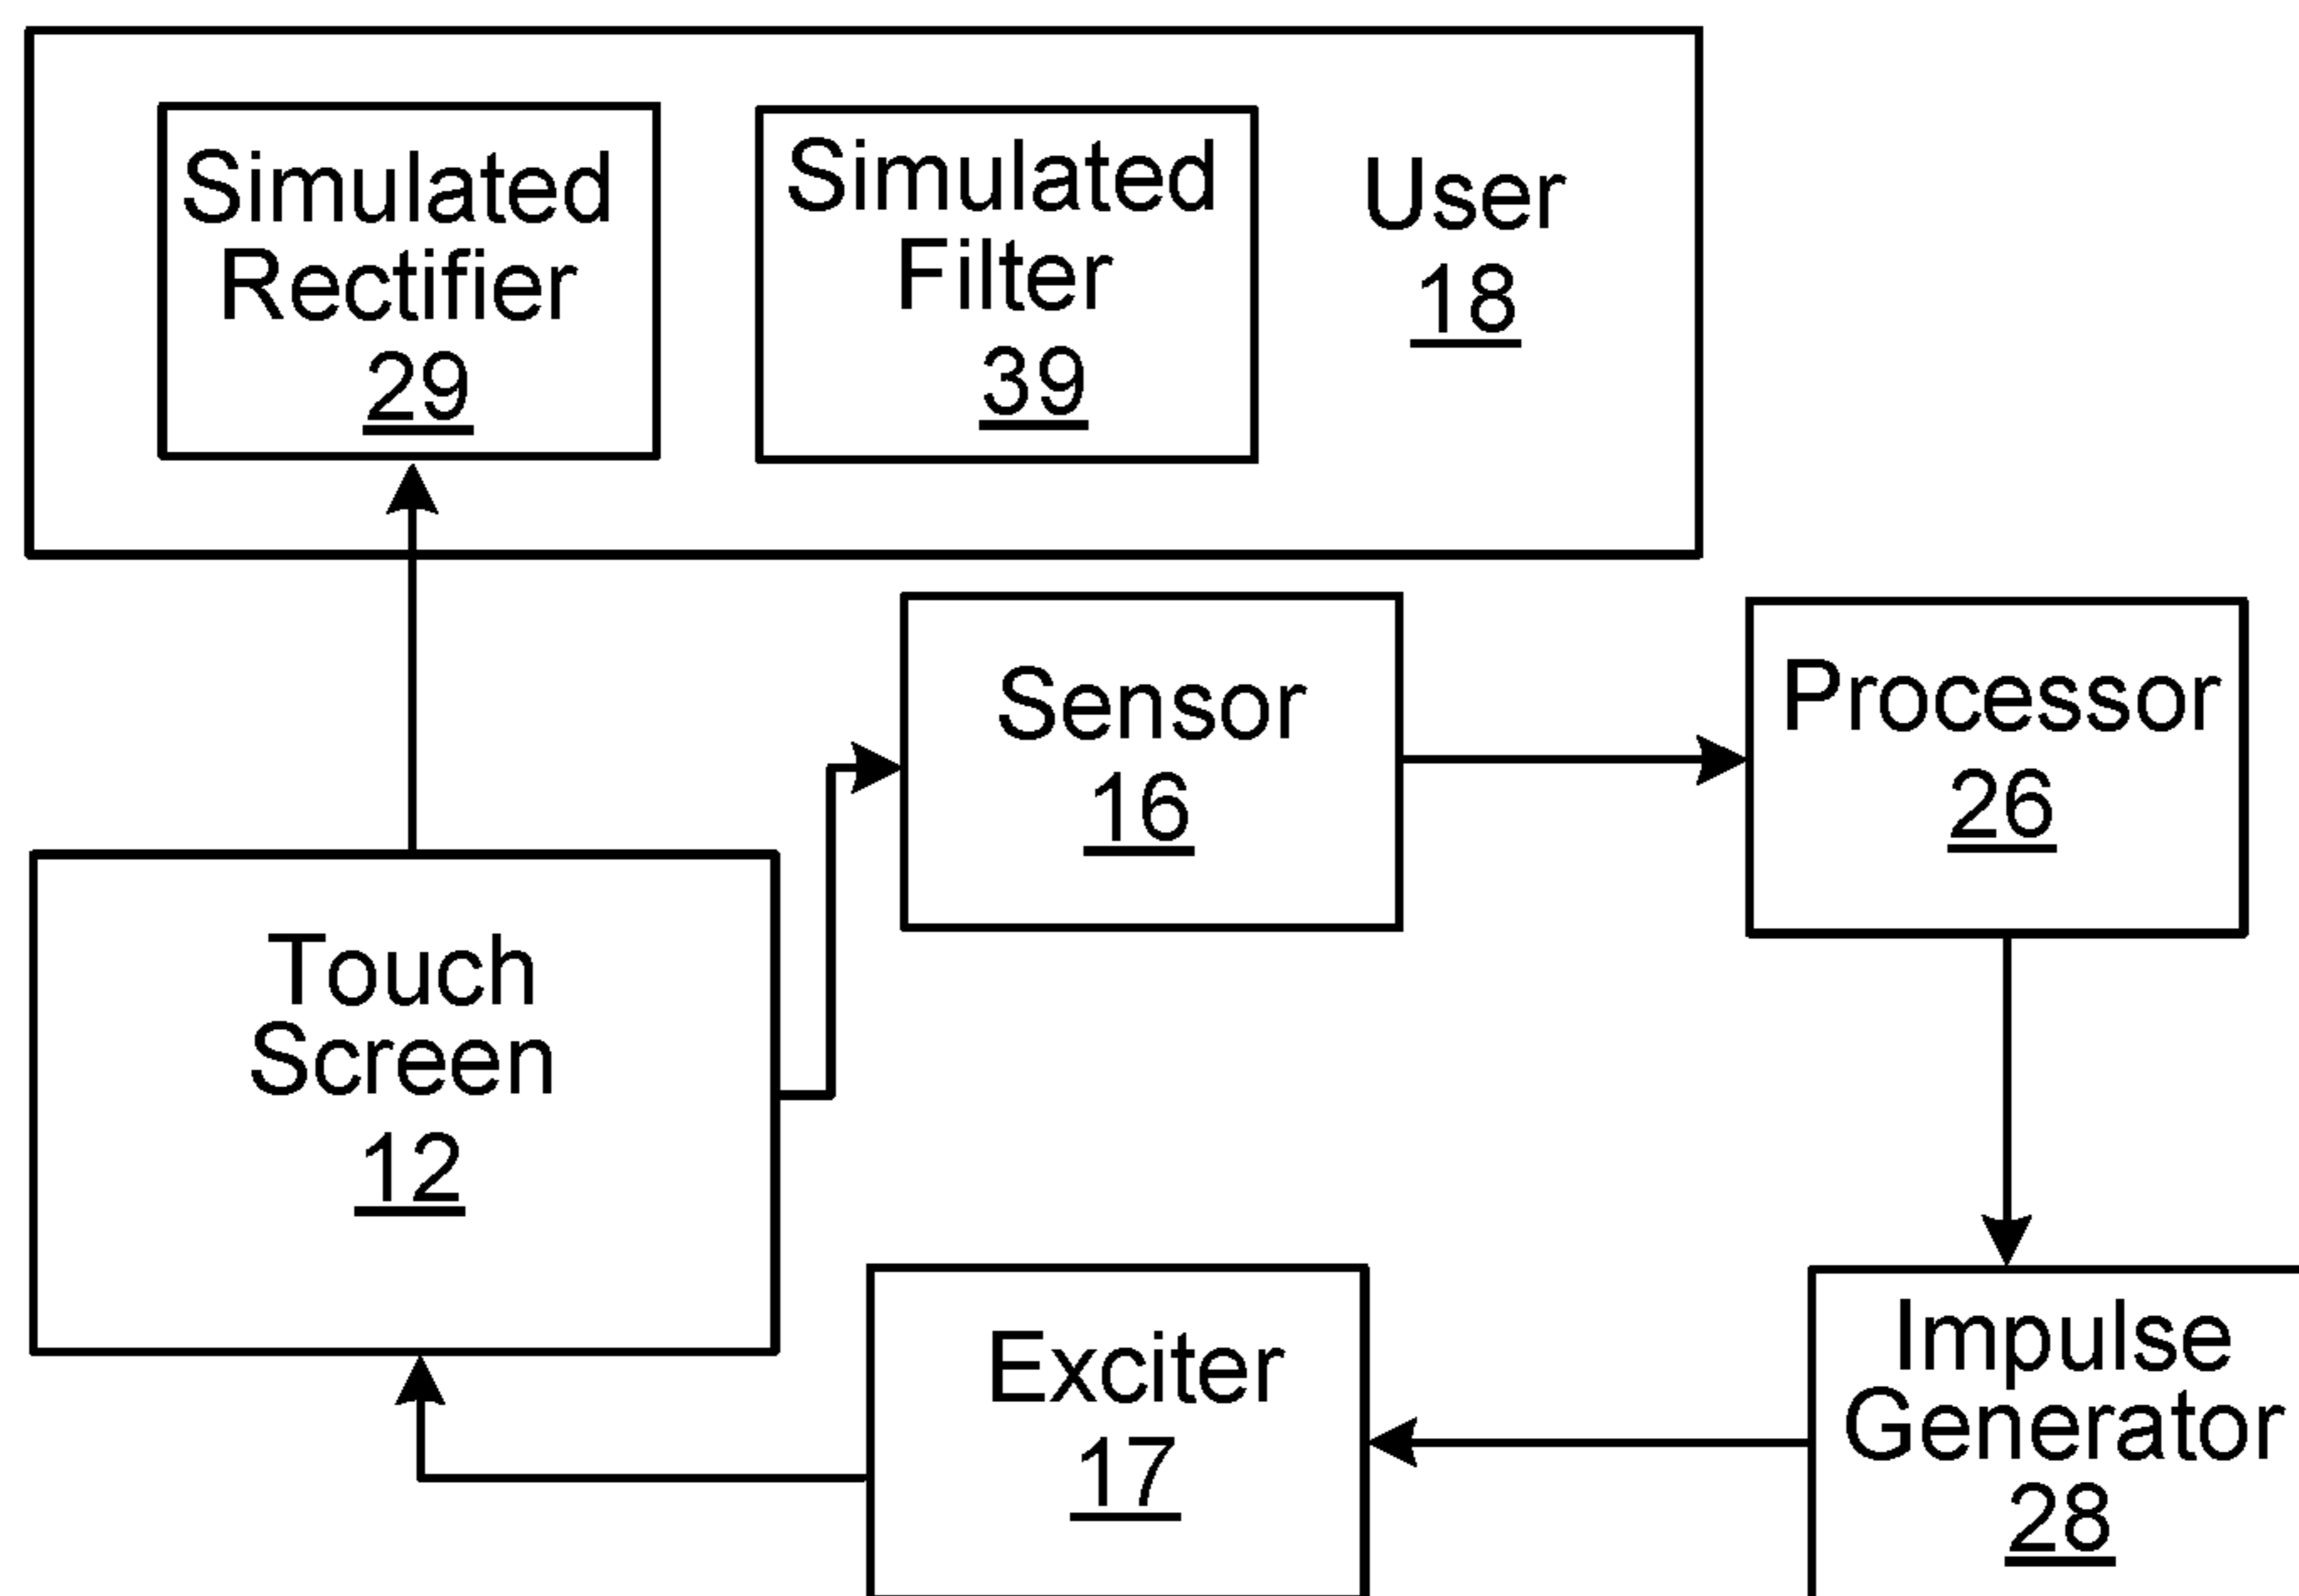 Simulated
Rectifier
29
Simulated
Filter
39
User
18
Sensor
16
Processor
26
Touch
Screen
12
Exciter
17
Impulse
Generator
28